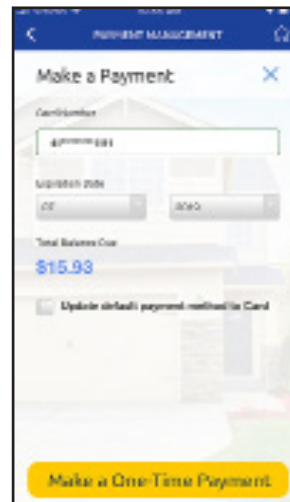 PAYMENT MANAGEMENT
Make a Payment
Card Number
Expiration Date
Total Balance Due
$15.93
Update default payment method to Card
Make a One-Time Payment